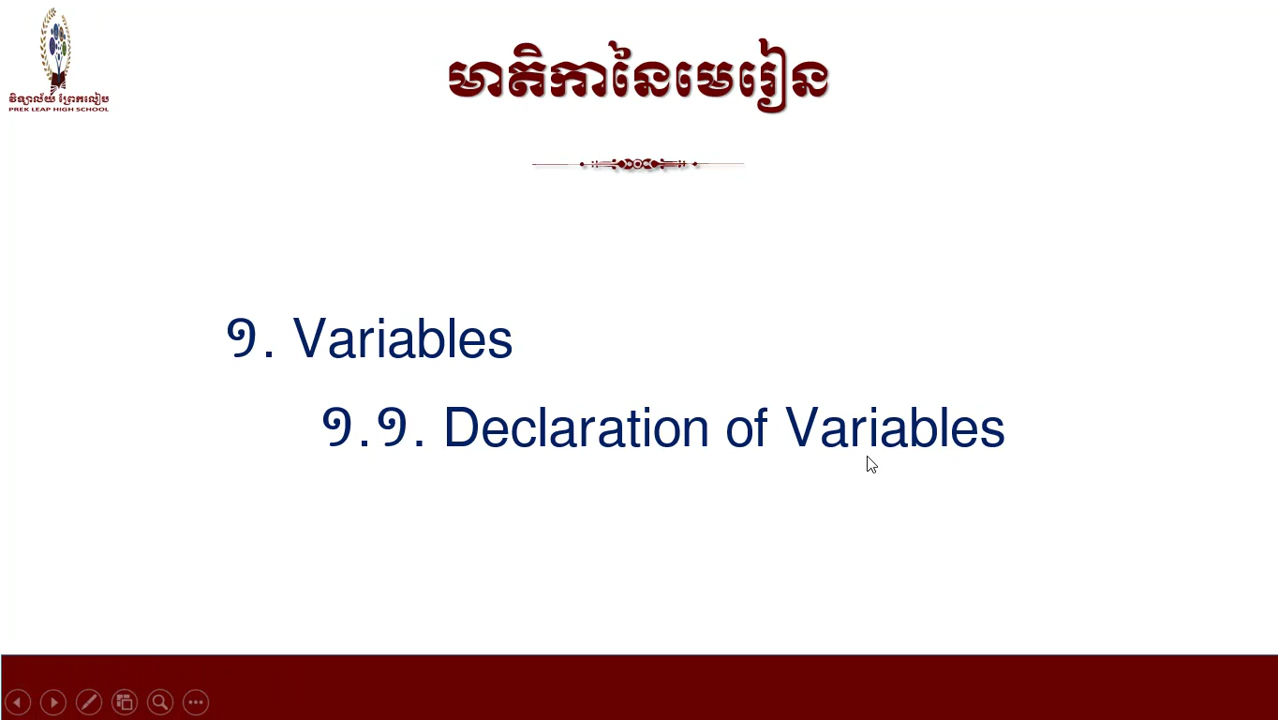 វិទ្យាល័យ ព្រែកលៀប
PREK LEAP HIGH SCHOOL
មាតិកានៃមេរៀន
១. Variables
១.១. Declaration of Variables